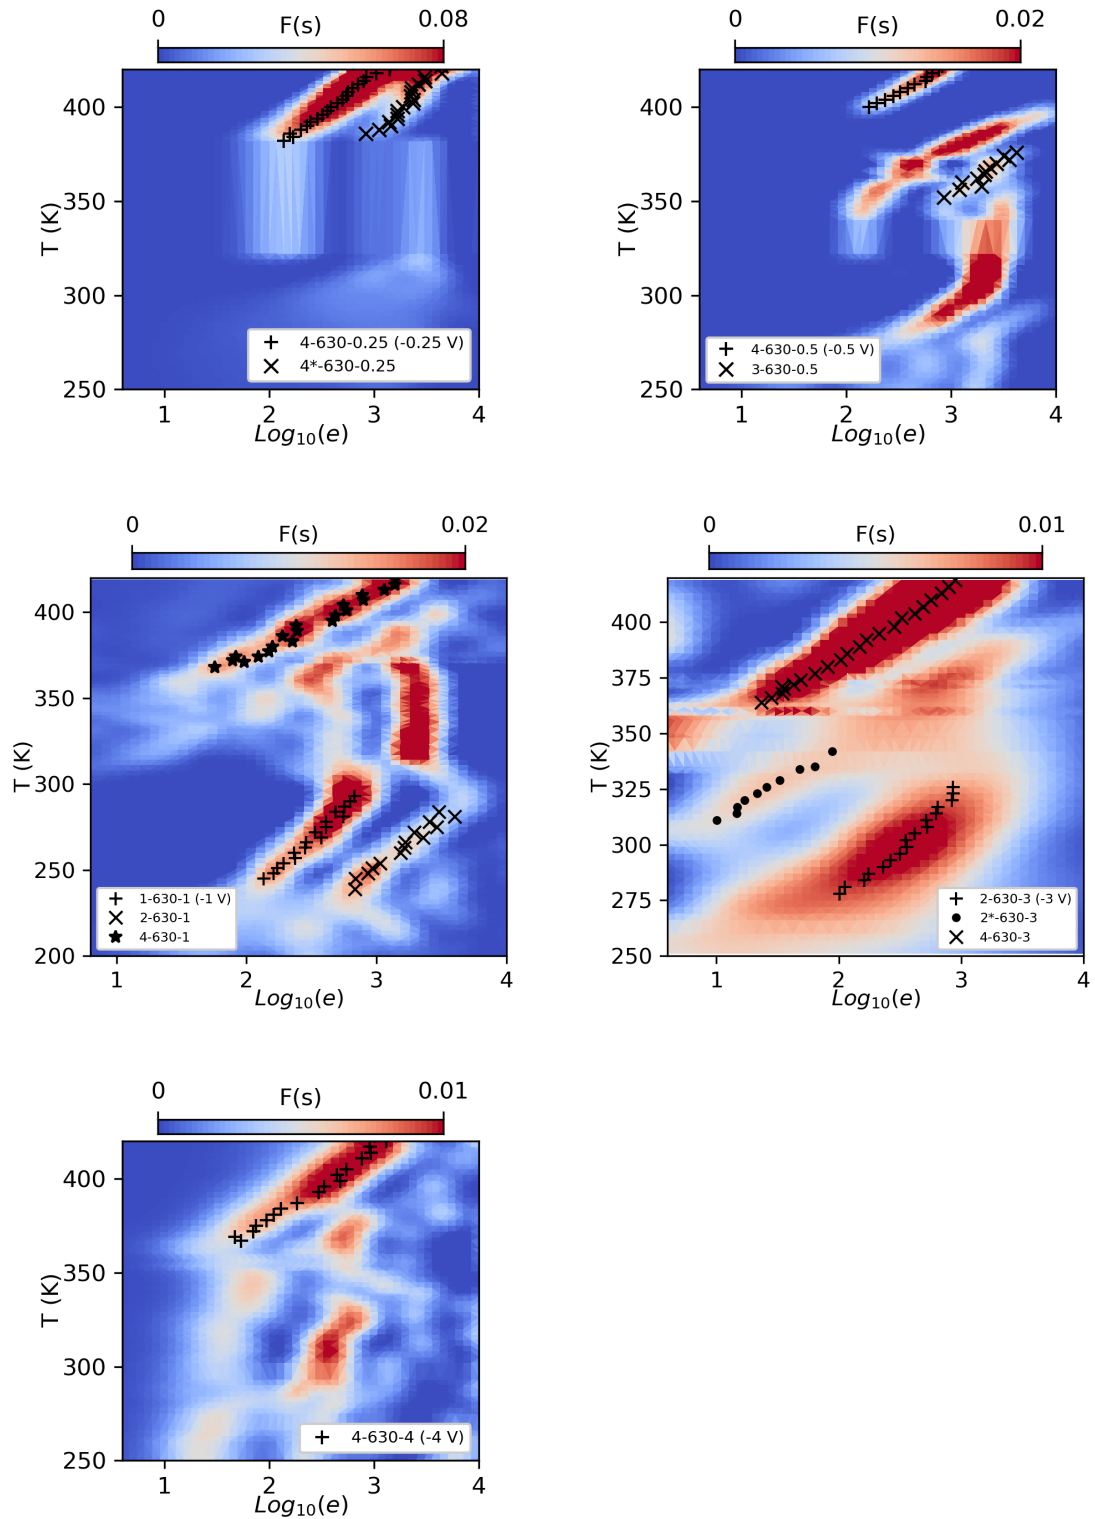 0 F(s) 0.08
400
350
300
250
T (K)
4-630-0.25 (-0.25 V)
4*-630-0.25
1 2 3 4
Log10(e)
0 F(s) 0.02
400
350
300
250
T (K)
4-630-0.5 (-0.5 V)
3-630-0.5
1 2 3 4
Log10(e)
0 F(s) 0.02
400
350
300
250
200
T (K)
1-630-1 (-1 V)
2-630-1
4-630-1
1 2 3 4
Log10(e)
0 F(s) 0.01
400
375
350
325
300
275
250
T (K)
2-630-3 (-3 V)
2*-630-3
4-630-3
1 2 3 4
Log10(e)
0 F(s) 0.01
400
350
300
250
T (K)
4-630-4 (-4 V)
1 2 3 4
Log10(e)